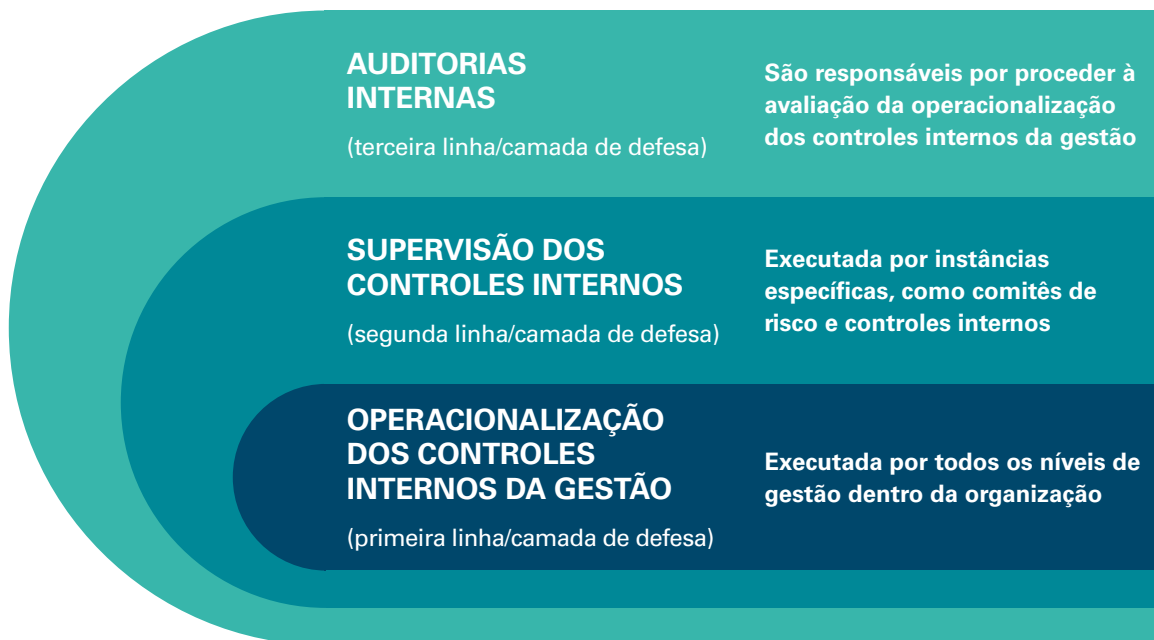 AUDITORIAS
INTERNAS
(terceira linha/camada de defesa)
São responsáveis por proceder à
avaliação da operacionalização
dos controles internos da gestão
SUPERVISÃO DOS
CONTROLES INTERNOS
(segunda linha/camada de defesa)
Executada por instâncias
específicas, como comitês de
risco e controles internos
OPERACIONALIZAÇÃO
DOS CONTROLES
INTERNOS DA GESTÃO
(primeira linha/camada de defesa)
Executada por todos os níveis de
gestão dentro da organização